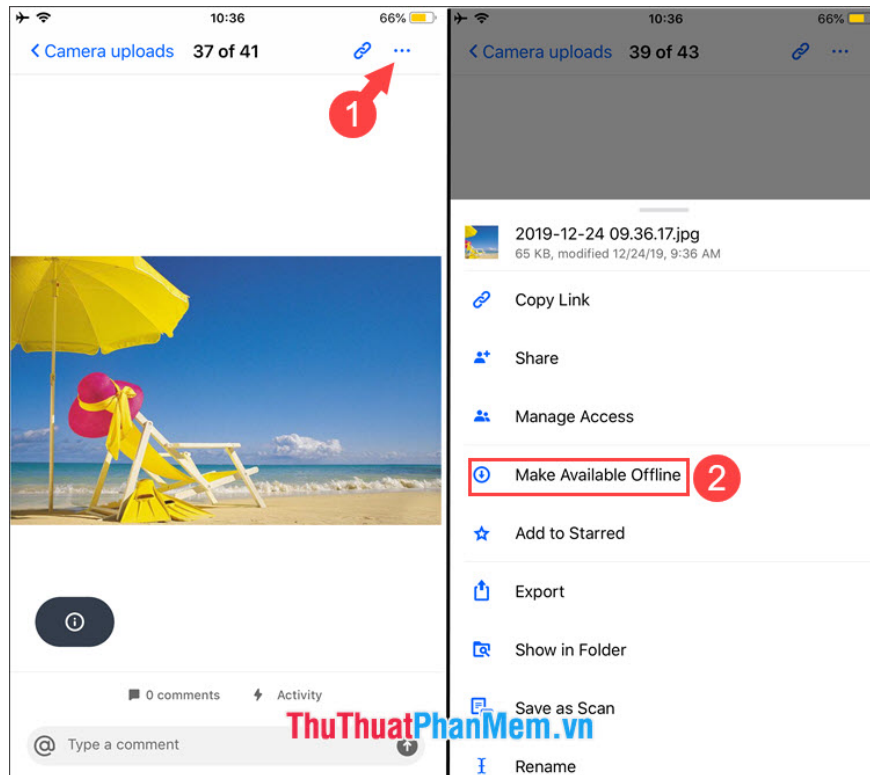 10:36
66%
Camera uploads 37 of 41
1
0 comments Activity
Type a comment
10:36
66%
Camera uploads 39 of 43
2019-12-24 09.36.17.jpg
65 KB, modified 12/24/19, 9:36 AM
Copy Link
Share
Manage Access
Make Available Offline 2
Add to Starred
Export
Show in Folder
Save as Scan
Rename
ThuThuatPhanMem.vn